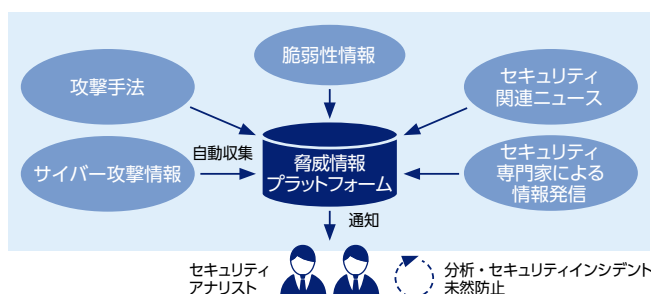 脆弱性情報
攻撃手法
セキュリティ
関連ニュース
自動収集
サイバー攻撃情報
脅威情報
プラットフォーム
セキュリティ
専門家による
情報発信
通知
セキュリティ
アナリスト
分析・セキュリティインシデント
未然防止